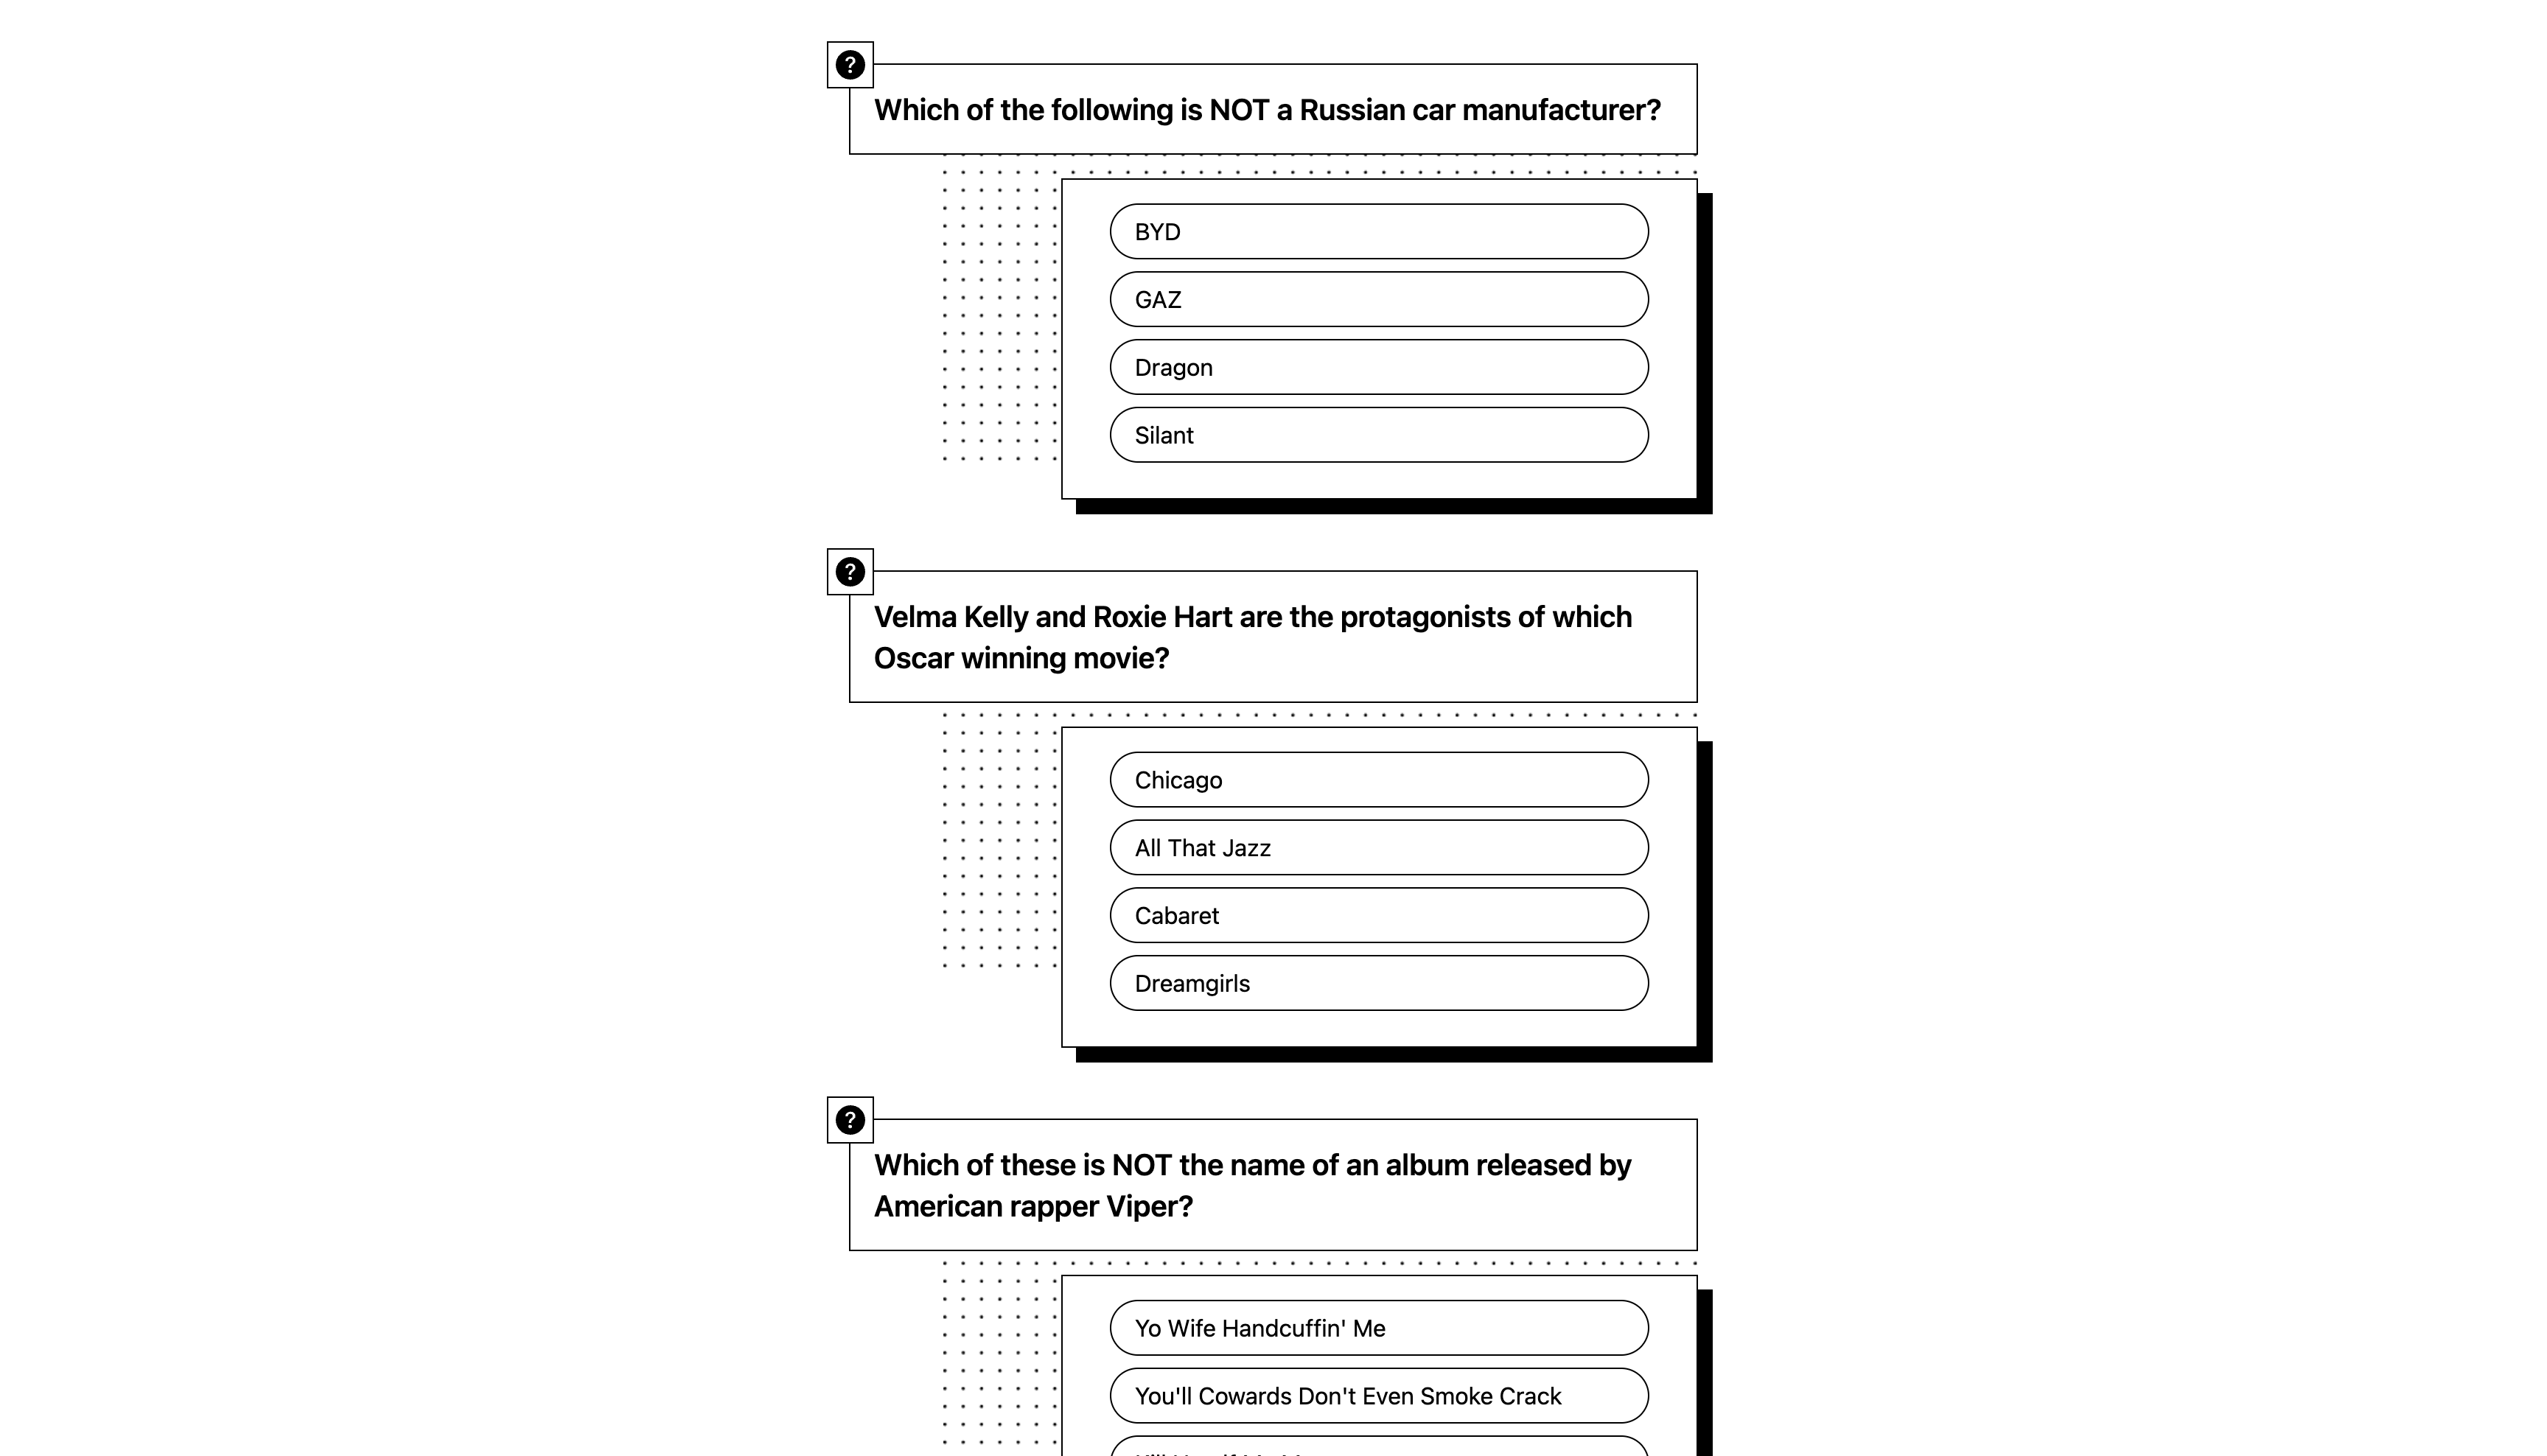 ?
Which of the following is NOT a Russian car manufacturer?
BYD
GAZ
Dragon
Silant
?
Velma Kelly and Roxie Hart are the protagonists of which
Oscar winning movie?
Chicago
All That Jazz
Cabaret
Dreamgirls
?
Which of these is NOT the name of an album released by
American rapper Viper?
Yo Wife Handcuffin' Me
You'll Cowards Don't Even Smoke Crack